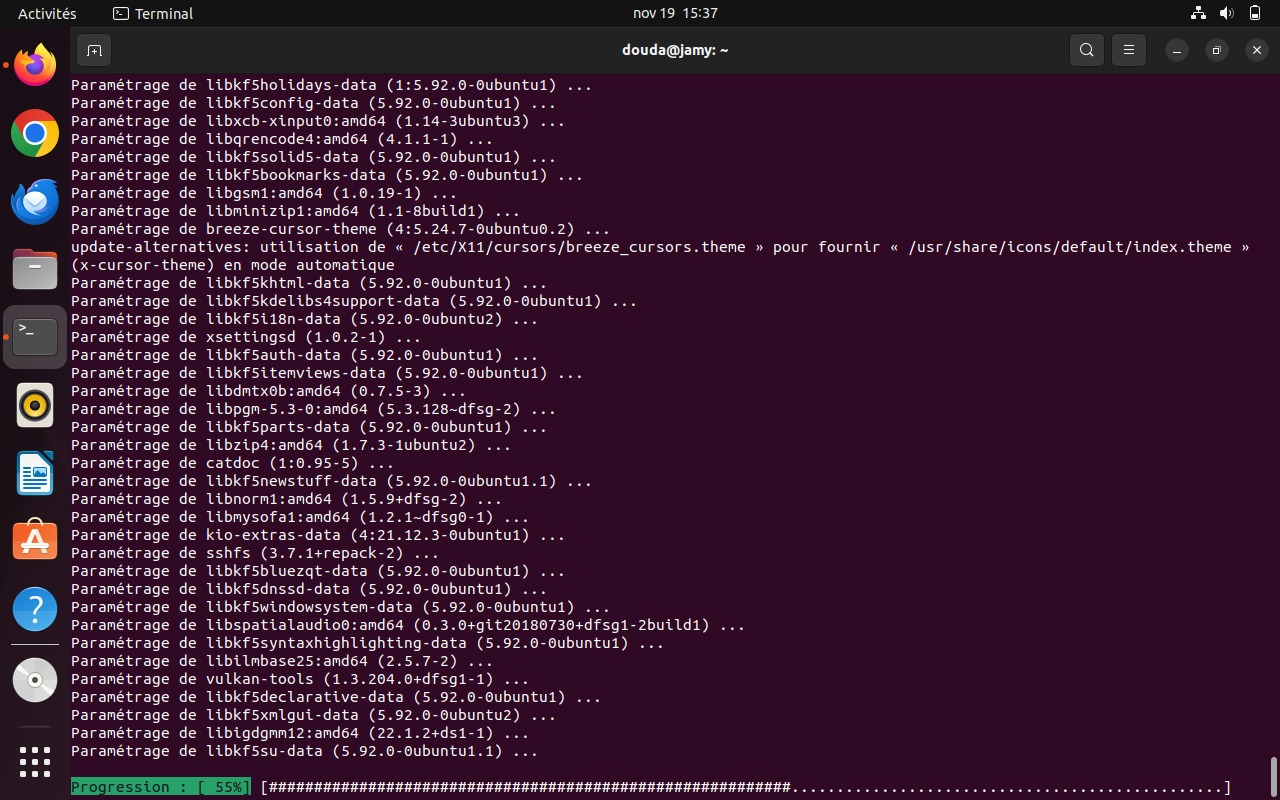 Activités
Terminal
nov 19 15:37
douda@jamy: ~
Paramétrage de libkf5holidays-data (1:5.92.0-0ubuntu1) ...
Paramétrage de libkf5config-data (5.92.0-0ubuntu1) ...
Paramétrage de libxcb-xinput0:amd64 (1.14-3ubuntu3) ...
Paramétrage de libqrencode4:amd64 (4.1.1-1) ...
Paramétrage de libkf5solid5-data (5.92.0-0ubuntu1) ...
Paramétrage de libkf5bookmarks-data (5.92.0-0ubuntu1) ...
Paramétrage de libgsm1:amd64 (1.0.19-1) ...
Paramétrage de libminizip1:amd64 (1.1-8build1) ...
Paramétrage de breeze-cursor-theme (4:5.24.7-0ubuntu0.2) ...
update-alternatives: utilisation de « /etc/X11/cursors/breeze_cursors.theme » pour fournir « /usr/share/icons/default/index.theme »
(x-cursor-theme) en mode automatique
Paramétrage de libkf5khtml-data (5.92.0-0ubuntu1) ...
Paramétrage de libkf5kdelibs4support-data (5.92.0-0ubuntu1) ...
Paramétrage de libkf5i18n-data (5.92.0-0ubuntu2) ...
Paramétrage de xsettingsd (1.0.2-1) ...
Paramétrage de libkf5auth-data (5.92.0-0ubuntu1) ...
Paramétrage de libkf5itemviews-data (5.92.0-0ubuntu1) ...
Paramétrage de libdmtx0b:amd64 (0.7.5-3) ...
Paramétrage de libpgm-5.3-0:amd64 (5.3.128~dfsg-2) ...
Paramétrage de libkf5parts-data (5.92.0-0ubuntu1) ...
Paramétrage de libzip4:amd64 (1.7.3-1ubuntu2) ...
Paramétrage de catdoc (1:0.95-5) ...
Paramétrage de libkf5newstuff-data (5.92.0-0ubuntu1.1) ...
Paramétrage de libnorm1:amd64 (1.5.9+dfsg-2) ...
Paramétrage de libmysofa1:amd64 (1.2.1~dfsg0-1) ...
Paramétrage de kio-extras-data (4:21.12.3-0ubuntu1) ...
Paramétrage de sshfs (3.7.1+repack-2) ...
Paramétrage de libkf5bluezqt-data (5.92.0-0ubuntu1) ...
Paramétrage de libkf5dnssd-data (5.92.0-0ubuntu1) ...
Paramétrage de libkf5windowsystem-data (5.92.0-0ubuntu1) ...
Paramétrage de libspatialaudio0:amd64 (0.3.0+git20180730+dfsg1-2build1) ...
Paramétrage de libkf5syntaxhighlighting-data (5.92.0-0ubuntu1) ...
Paramétrage de libilmbase25:amd64 (2.5.7-2) ...
Paramétrage de vulkan-tools (1.3.204.0+dfsg1-1) ...
Paramétrage de libkf5declarative-data (5.92.0-0ubuntu1) ...
Paramétrage de libkf5xmlgui-data (5.92.0-0ubuntu2) ...
Paramétrage de libigdgmm12:amd64 (22.1.2+ds1-1) ...
Paramétrage de libkf5su-data (5.92.0-0ubuntu1.1) ...
Progression : [ 55%] [##########################################################................................................]